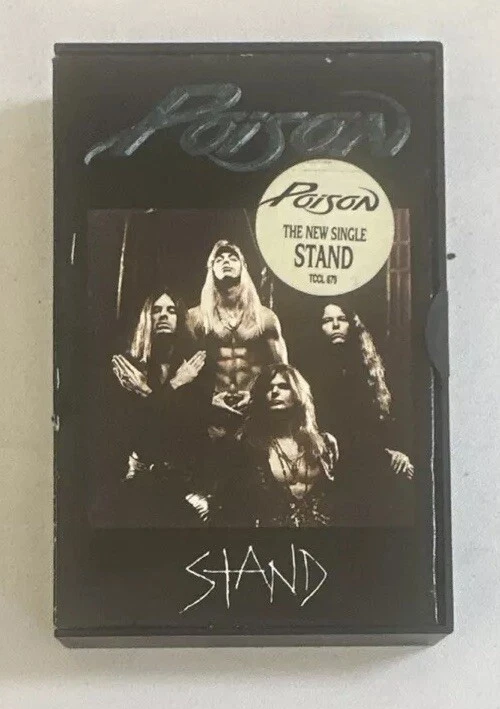 Poison
Poison
THE NEW SINGLE
STAND
TCCL 679
STAND